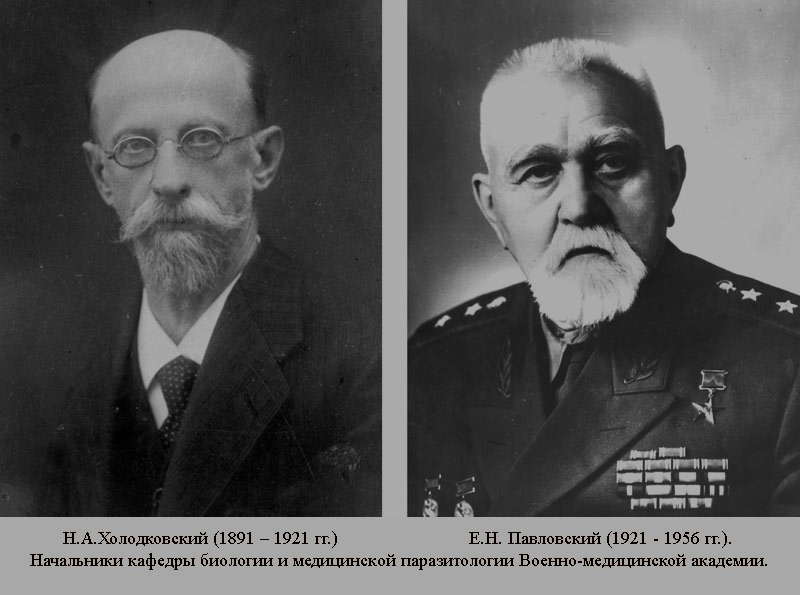 Н.А.Холодковский (1891 – 1921 гг.)
Е.Н. Павловский (1921 - 1956 гг.).
Начальники кафедры биологии и медицинской паразитологии Военно-медицинской академии.